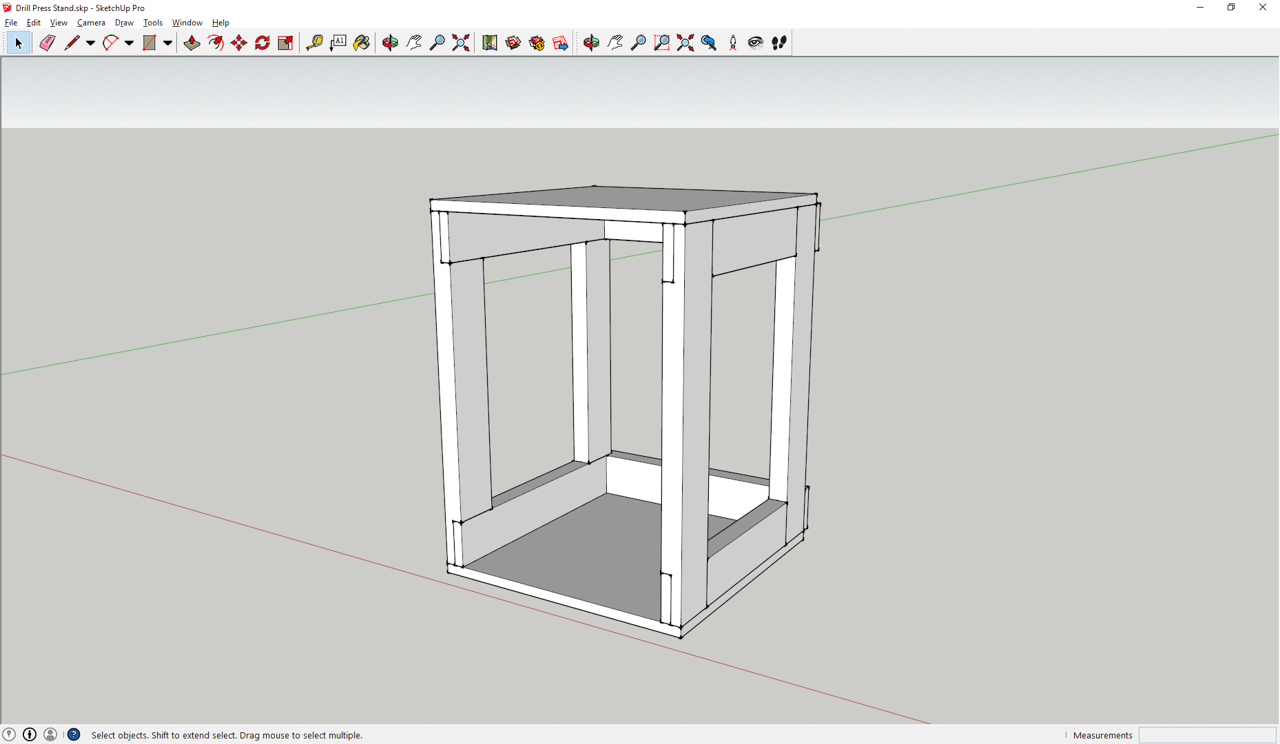 Drill Press Stand.skp - SketchUp Pro
File Edit View Camera Draw Tools Window Help
A1
Select objects. Shift to extend select. Drag mouse to select multiple.
Measurements